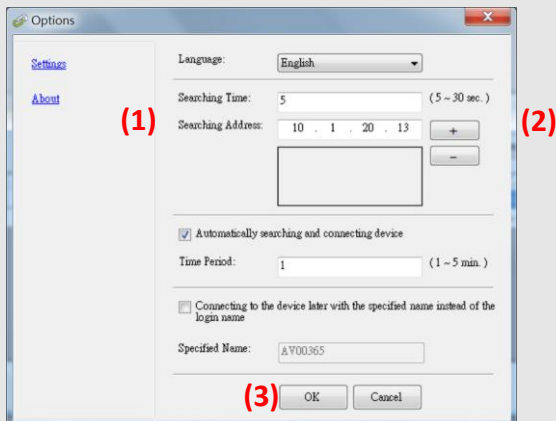 Options
Settings
About
Language: English
(1)
Searching Time: 5 (5 ~ 30 sec.)
Searching Address: 10 . 1 . 20 . 13 + (2)
−
Automatically searching and connecting device
Time Period: 1 (1 ~ 5 min.)
Connecting to the device later with the specified name instead of the
login name
Specified Name: AV00365
(3) OK Cancel